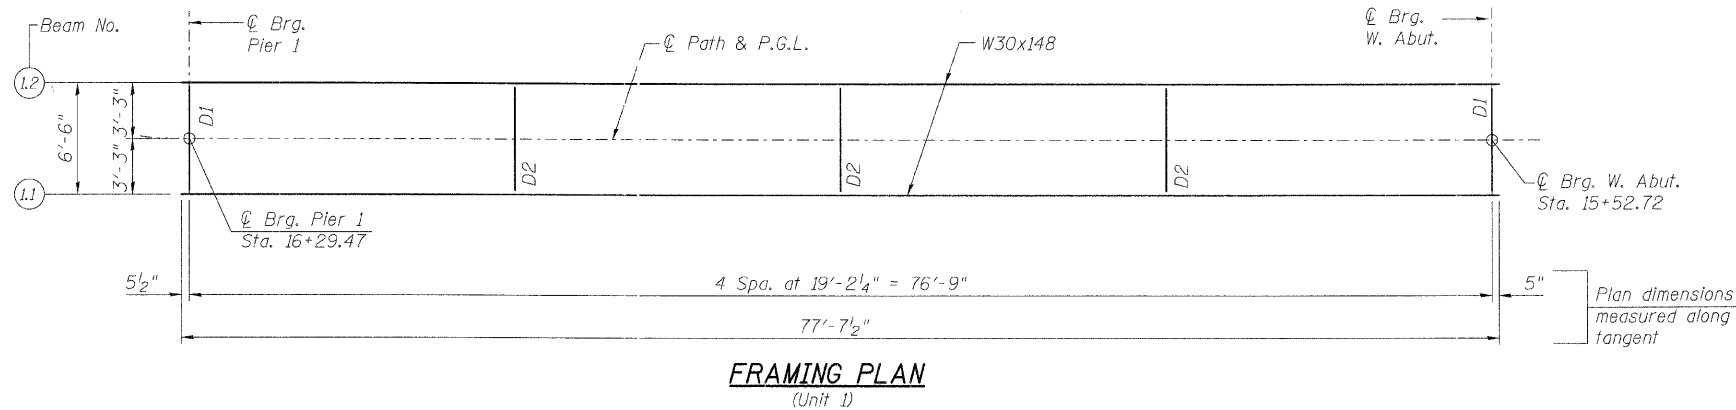 Beam No.
℄ Brg.
Pier 1
℄ Path & P.G.L.
W30x148
℄ Brg.
W. Abut.
1.2
1.1
6'-6"
3'-3"
3'-3"
D1
D2
D2
D2
D1
℄ Brg. Pier 1
Sta. 16+29.47
℄ Brg. W. Abut.
Sta. 15+52.72
5½"
4 Spa. at 19'-2¼" = 76'-9"
5"
77'-7½"
Plan dimensions
measured along
tangent
FRAMING PLAN
(Unit 1)